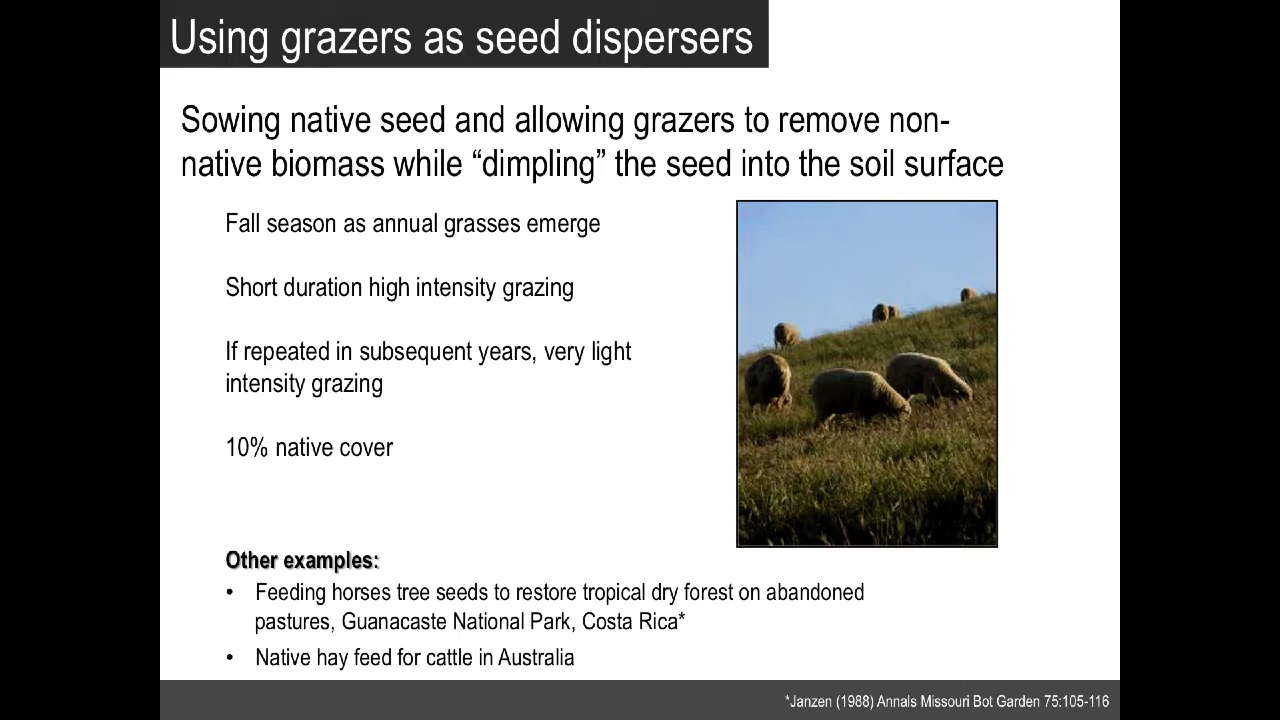 Using grazers as seed dispersers
Sowing native seed and allowing grazers to remove non-
native biomass while “dimpling” the seed into the soil surface
Fall season as annual grasses emerge
Short duration high intensity grazing
If repeated in subsequent years, very light
intensity grazing
10% native cover
Other examples:
• Feeding horses tree seeds to restore tropical dry forest on abandoned
pastures, Guanacaste National Park, Costa Rica*
• Native hay feed for cattle in Australia
*Janzen (1988) Annals Missouri Bot Garden 75:105-116